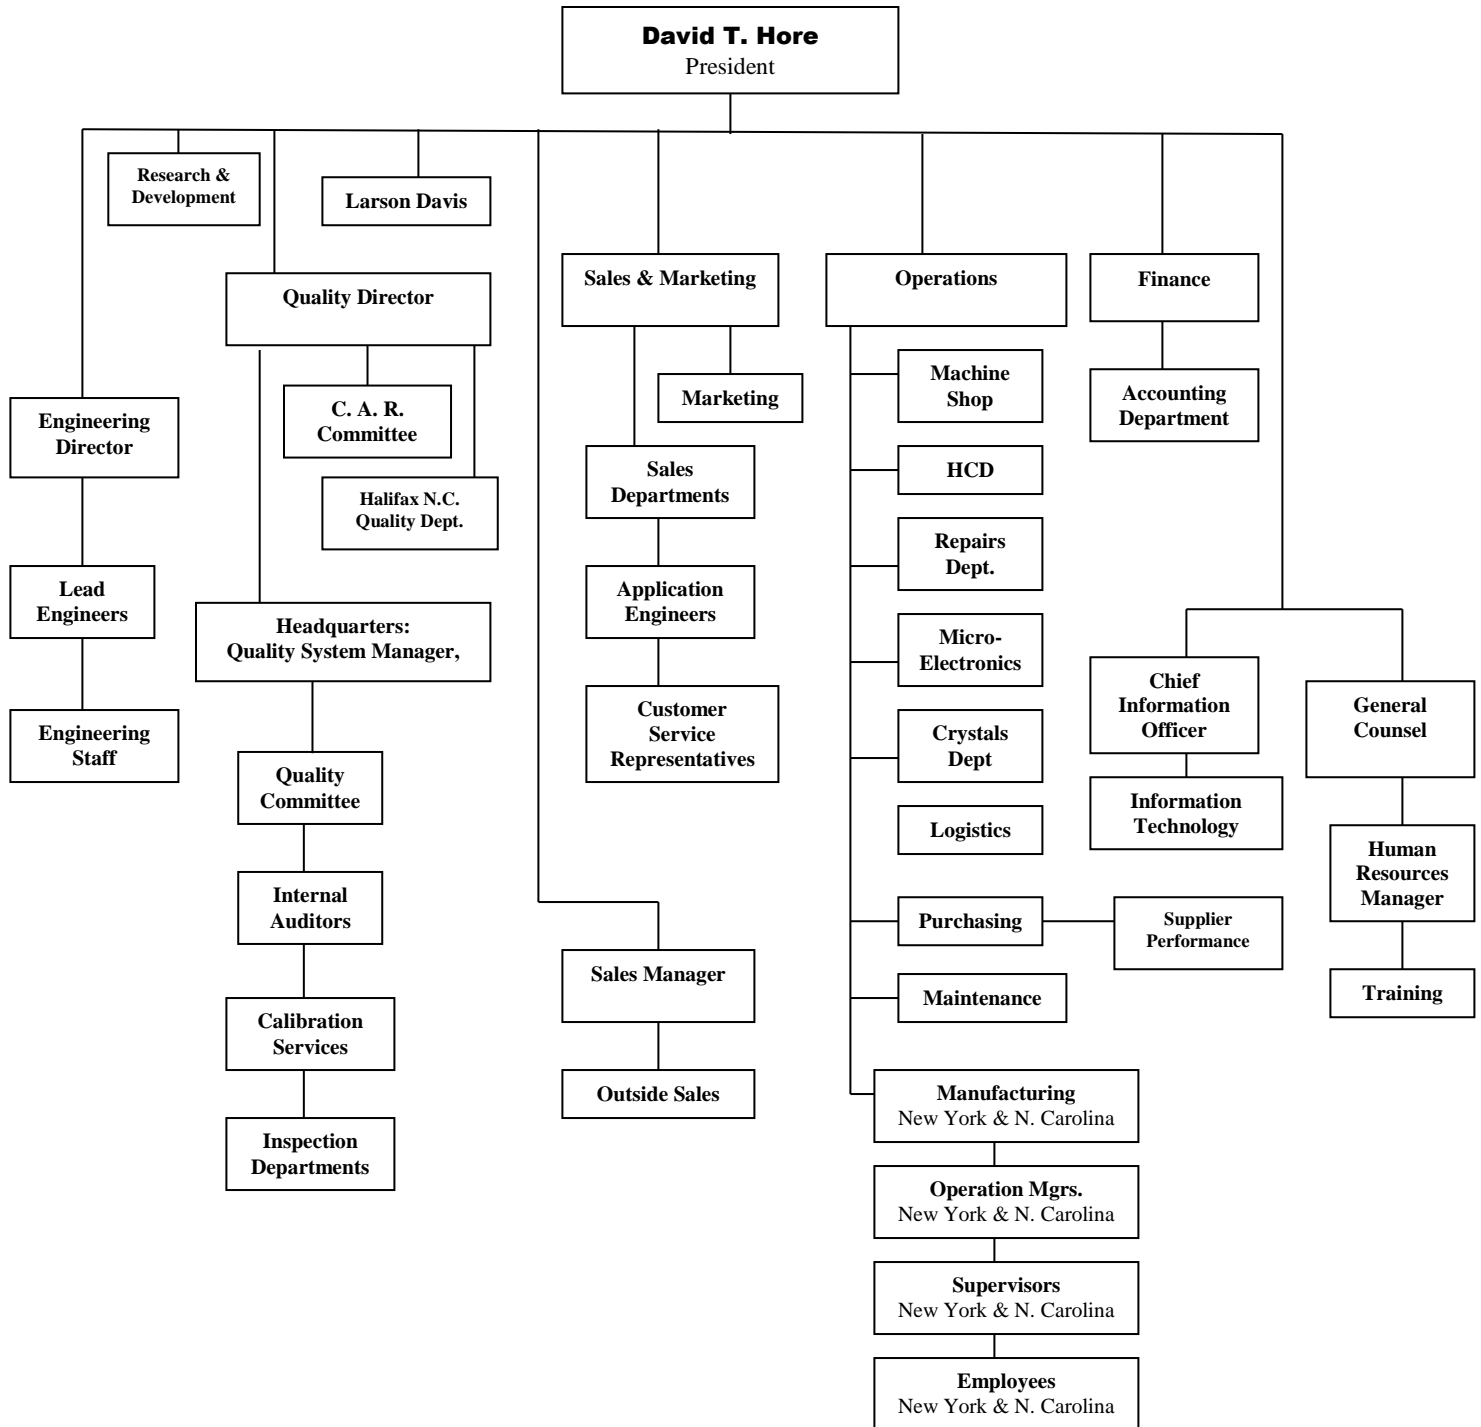 David T. Hore
President
Research &
Development
Larson Davis
Quality Director
Sales & Marketing
Operations
Finance
Machine
Shop
Marketing
Accounting
Department
C. A. R.
Committee
Engineering
Director
Sales
Departments
HCD
Halifax N.C.
Quality Dept.
Repairs
Dept.
Lead
Engineers
Application
Engineers
Headquarters:
Quality System Manager,
Micro-
Electronics
Chief
Information
Officer
General
Counsel
Engineering
Staff
Customer
Service
Representatives
Crystals
Dept
Quality
Committee
Information
Technology
Logistics
Human
Resources
Manager
Internal
Auditors
Purchasing
Supplier
Performance
Sales Manager
Maintenance
Training
Calibration
Services
Outside Sales
Manufacturing
New York & N. Carolina
Inspection
Departments
Operation Mgrs.
New York & N. Carolina
Supervisors
New York & N. Carolina
Employees
New York & N. Carolina